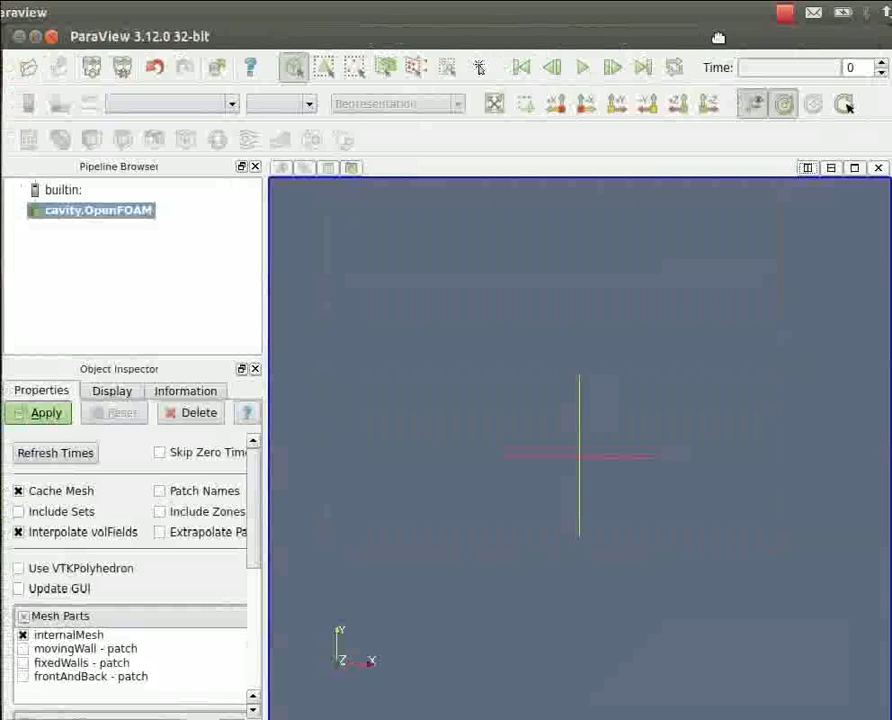 araview
ParaView 3.12.0 32-bit
Time: 0
Representation
Pipeline Browser
builtin:
cavity.OpenFOAM
Object Inspector
Properties Display Information
Apply Reset Delete ?
Refresh Times Skip Zero Tim
Cache Mesh Patch Names
Include Sets Include Zones
Interpolate volFields Extrapolate Pa
Use VTKPolyhedron
Update GUI
Mesh Parts
internalMesh
movingWall - patch
fixedWalls - patch
frontAndBack - patch
Y
Z X